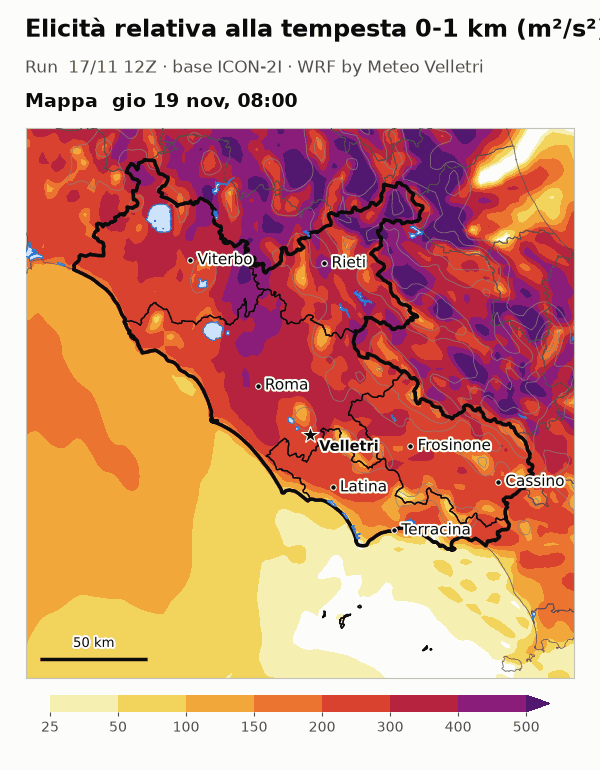 Elicità relativa alla tempesta 0-1 km (m²/s²)
Run 17/11 12Z · base ICON-2I · WRF by Meteo Velletri
Mappa gio 19 nov, 08:00
Viterbo
Rieti
Roma
Velletri
Frosinone
Cassino
Latina
Terracina
50 km
25 50 100 150 200 300 400 500